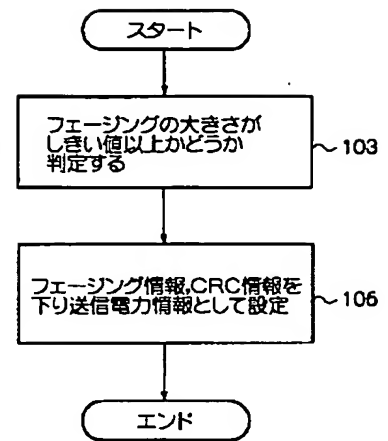 スタート
フェージングの大きさが
しきい値以上かどうか
判定する
103
フェージング情報,CRC情報を
下り送信電力情報として設定
106
エンド